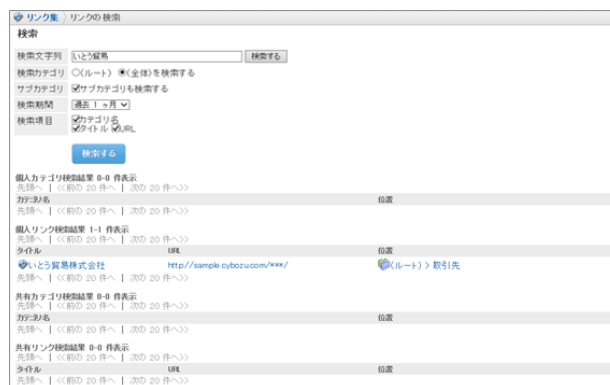 リンク集 〉 リンクの検索
検索
検索文字列 いとう貿易 検索する
検索カテゴリ (ルート) (全体)を検索する
サブカテゴリ サブカテゴリも検索する
検索期間 過去 1 ヶ月
検索項目 カテゴリ名
タイトル URL
検索する
個人カテゴリ検索結果 0-0 件表示
先頭へ | <<前の 20 件へ | 次の 20 件へ>>
カテゴリ名 位置
先頭へ | <<前の 20 件へ | 次の 20 件へ>>
個人リンク検索結果 1-1 件表示
先頭へ | <<前の 20 件へ | 次の 20 件へ>>
タイトル URL 位置
いとう貿易株式会社 http://sample.cybozu.com/***/ (ルート) > 取引先
先頭へ | <<前の 20 件へ | 次の 20 件へ>>
共有カテゴリ検索結果 0-0 件表示
先頭へ | <<前の 20 件へ | 次の 20 件へ>>
カテゴリ名 位置
先頭へ | <<前の 20 件へ | 次の 20 件へ>>
共有リンク検索結果 0-0 件表示
先頭へ | <<前の 20 件へ | 次の 20 件へ>>
タイトル URL 位置
先頭へ | <<前の 20 件へ | 次の 20 件へ>>